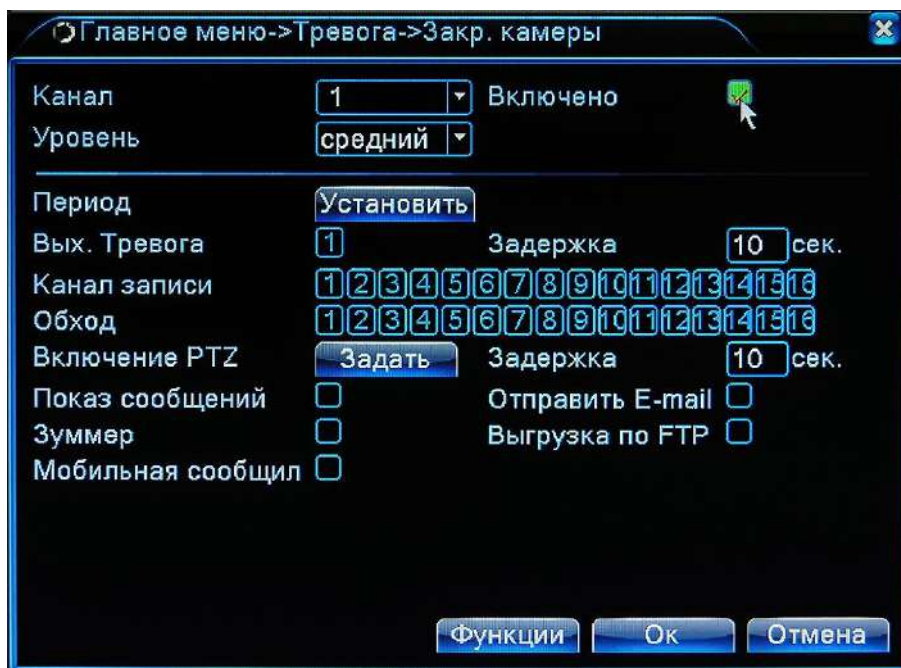 Главное меню->Тревога->Закр. камеры
Канал 1 Включено
Уровень средний
Период Установить
Вых. Тревога 1 Задержка 10 сек.
Канал записи 1 2 3 4 5 6 7 8 9 10 11 12 13 14 15 16
Обход 1 2 3 4 5 6 7 8 9 10 11 12 13 14 15 16
Включение PTZ Задать Задержка 10 сек.
Показ сообщений Отправить E-mail
Зуммер Выгрузка по FTP
Мобильная сообщил
Функции Ок Отмена